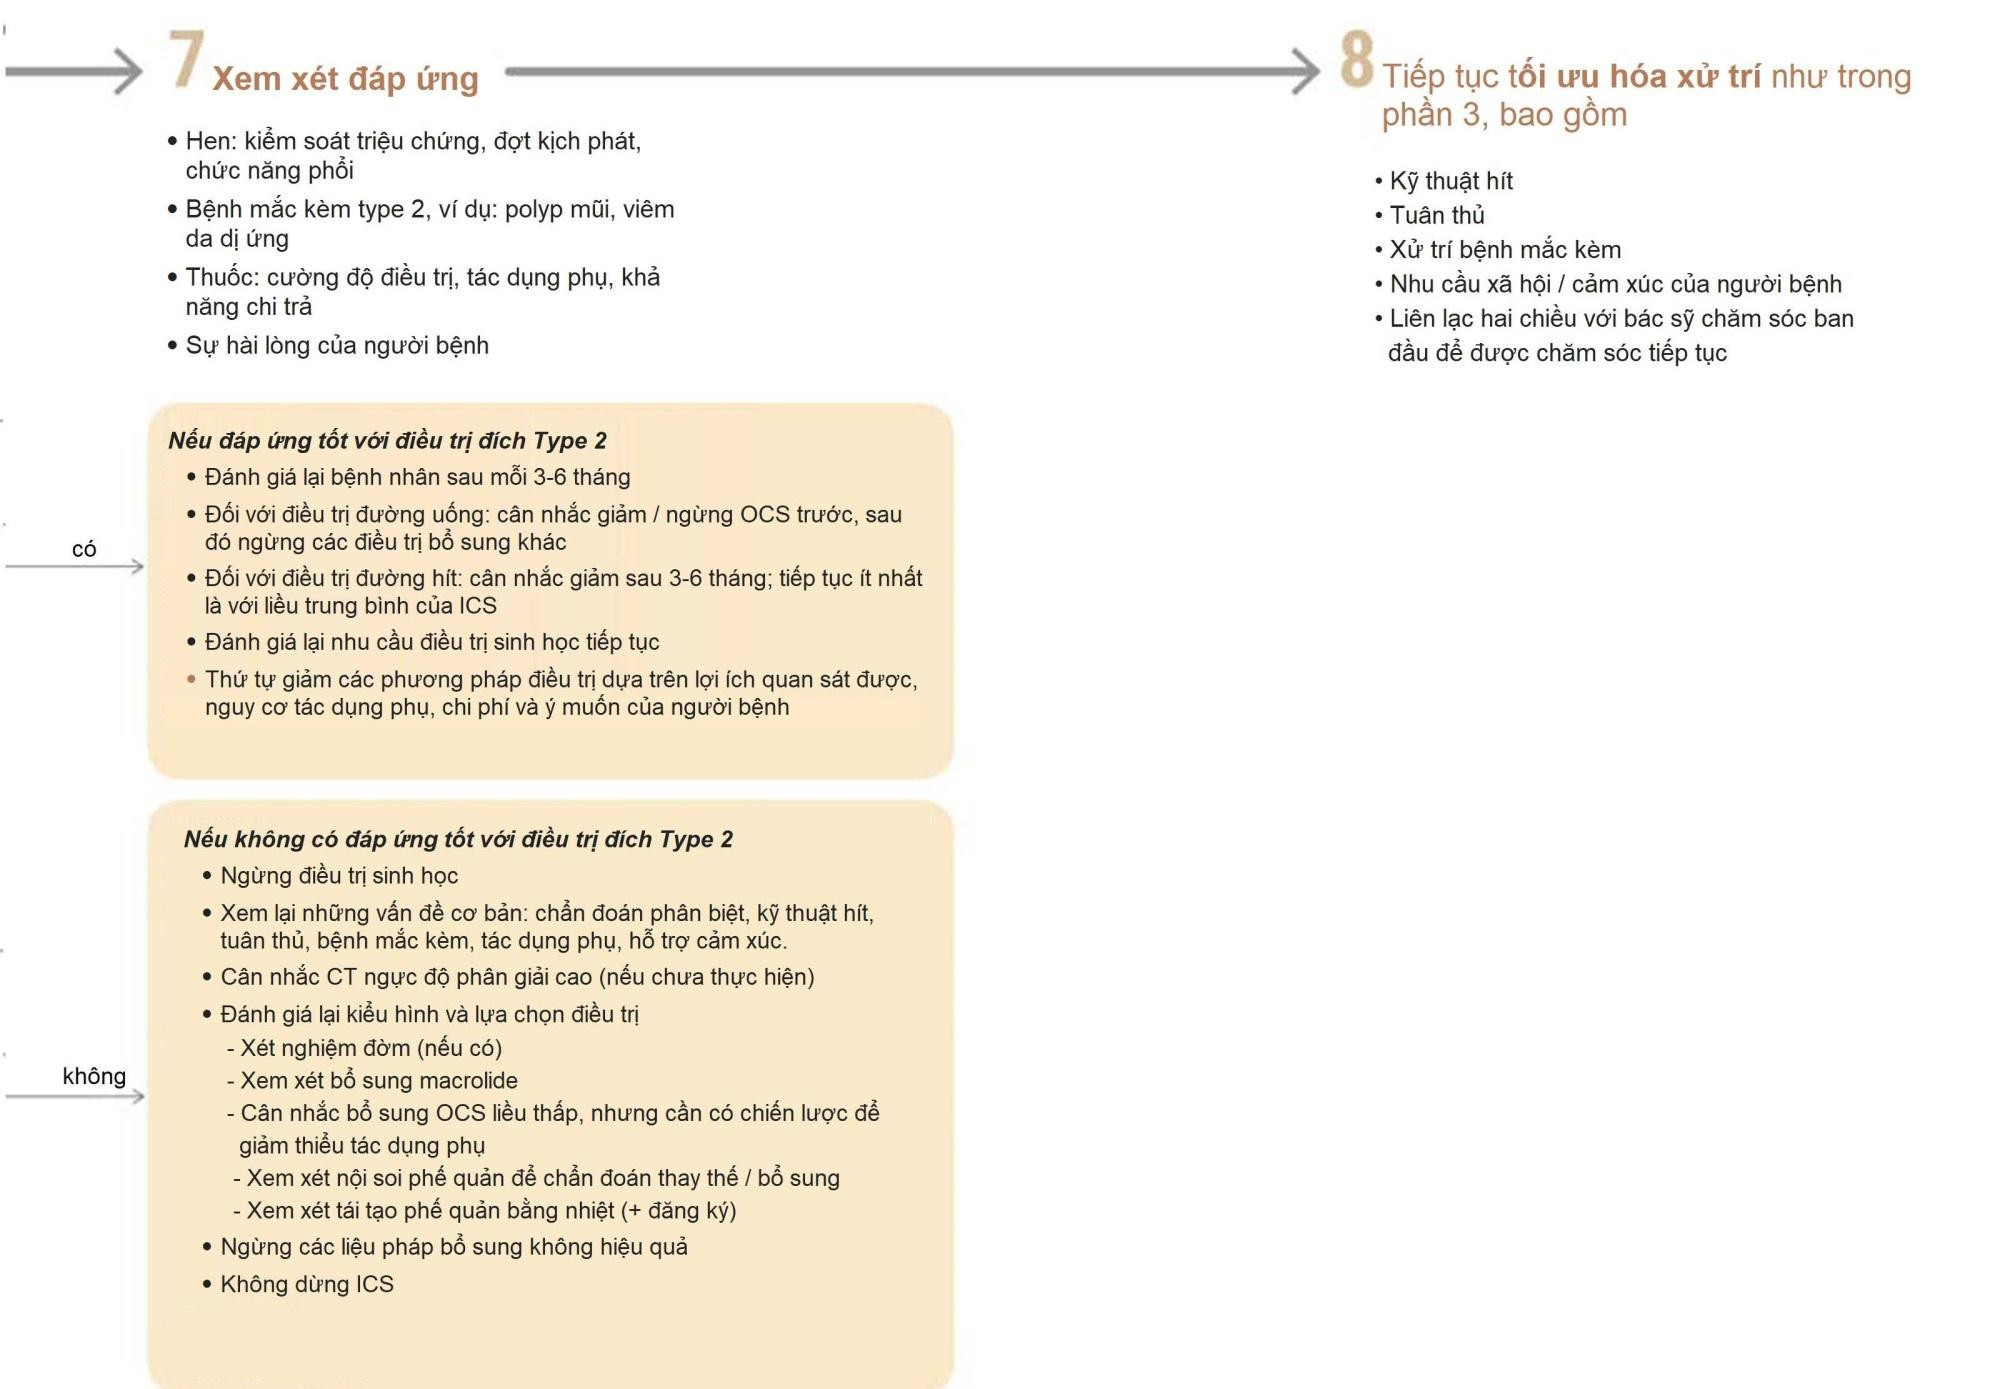 7 Xem xét đáp ứng
• Hen: kiểm soát triệu chứng, đợt kịch phát,
chức năng phổi
• Bệnh mắc kèm type 2, ví dụ: polyp mũi, viêm
da dị ứng
• Thuốc: cường độ điều trị, tác dụng phụ, khả
năng chi trả
• Sự hài lòng của người bệnh
8 Tiếp tục tối ưu hóa xử trí như trong
phần 3, bao gồm
• Kỹ thuật hít
• Tuân thủ
• Xử trí bệnh mắc kèm
• Nhu cầu xã hội / cảm xúc của người bệnh
• Liên lạc hai chiều với bác sỹ chăm sóc ban
đầu để được chăm sóc tiếp tục
có
Nếu đáp ứng tốt với điều trị đích Type 2
• Đánh giá lại bệnh nhân sau mỗi 3-6 tháng
• Đối với điều trị đường uống: cân nhắc giảm / ngừng OCS trước, sau
đó ngừng các điều trị bổ sung khác
• Đối với điều trị đường hít: cân nhắc giảm sau 3-6 tháng; tiếp tục ít nhất
là với liều trung bình của ICS
• Đánh giá lại nhu cầu điều trị sinh học tiếp tục
• Thứ tự giảm các phương pháp điều trị dựa trên lợi ích quan sát được,
nguy cơ tác dụng phụ, chi phí và ý muốn của người bệnh
không
Nếu không có đáp ứng tốt với điều trị đích Type 2
• Ngừng điều trị sinh học
• Xem lại những vấn đề cơ bản: chẩn đoán phân biệt, kỹ thuật hít,
tuân thủ, bệnh mắc kèm, tác dụng phụ, hỗ trợ cảm xúc.
• Cân nhắc CT ngực độ phân giải cao (nếu chưa thực hiện)
• Đánh giá lại kiểu hình và lựa chọn điều trị
- Xét nghiệm đờm (nếu có)
- Xem xét bổ sung macrolide
- Cân nhắc bổ sung OCS liều thấp, nhưng cần có chiến lược để
giảm thiểu tác dụng phụ
- Xem xét nội soi phế quản để chẩn đoán thay thế / bổ sung
- Xem xét tái tạo phế quản bằng nhiệt (+ đăng ký)
• Ngừng các liệu pháp bổ sung không hiệu quả
• Không dừng ICS